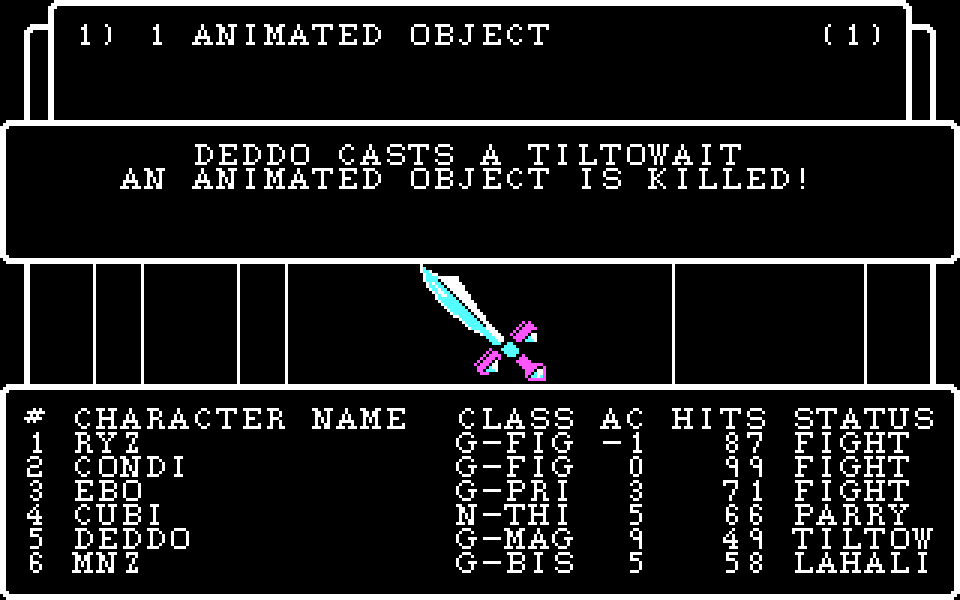 1) 1 ANIMATED OBJECT (1)
DEDDO CASTS A TILTOWAIT
AN ANIMATED OBJECT IS KILLED!
# CHARACTER NAME CLASS AC HITS STATUS
1 RYZ G-FIG -1 87 FIGHT
2 CONDI G-FIG 0 99 FIGHT
3 EBO G-PRI 3 71 FIGHT
4 CUBI N-THI 5 66 PARRY
5 DEDDO G-MAG 9 49 TILTOW
6 MNZ G-BIS 5 58 LAHALI